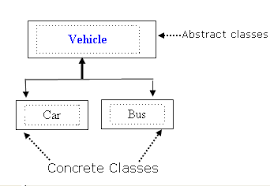 Vehicle
Abstract classes
Car
Bus
Concrete Classes